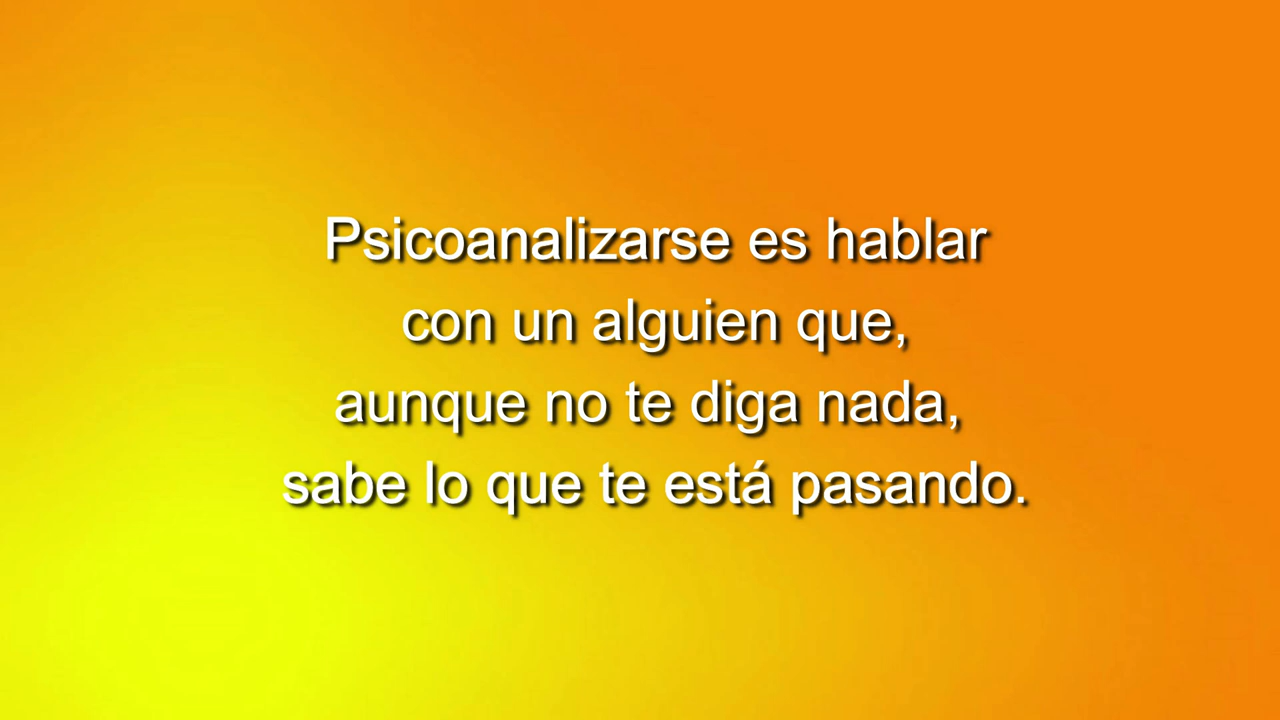 Psicoanalizarse es hablar
con un alguien que,
aunque no te diga nada,
sabe lo que te está pasando.